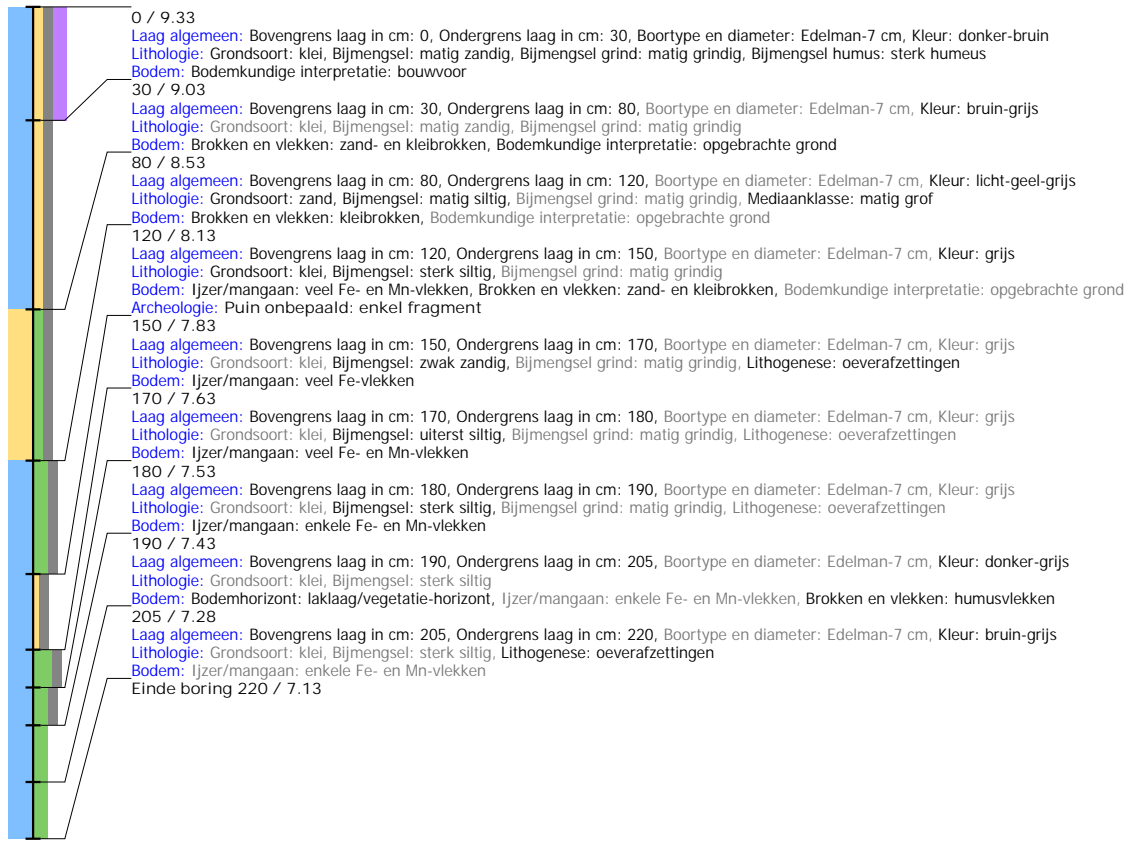 0 / 9.33
Laag algemeen: Bovengrens laag in cm: 0, Ondergrens laag in cm: 30, Boortype en diameter: Edelman-7 cm, Kleur: donker-bruin
Lithologie: Grondsoort: klei, Bijmengsel: matig zandig, Bijmengsel grind: matig grindig, Bijmengsel humus: sterk humeus
Bodem: Bodemkundige interpretatie: bouwvoor
30 / 9.03
Laag algemeen: Bovengrens laag in cm: 30, Ondergrens laag in cm: 80, Boortype en diameter: Edelman-7 cm, Kleur: bruin-grijs
Lithologie: Grondsoort: klei, Bijmengsel: matig zandig, Bijmengsel grind: matig grindig
Bodem: Brokken en vlekken: zand- en kleibrokken, Bodemkundige interpretatie: opgebrachte grond
80 / 8.53
Laag algemeen: Bovengrens laag in cm: 80, Ondergrens laag in cm: 120, Boortype en diameter: Edelman-7 cm, Kleur: licht-geel-grijs
Lithologie: Grondsoort: zand, Bijmengsel: matig siltig, Bijmengsel grind: matig grindig, Mediaanklasse: matig grof
Bodem: Brokken en vlekken: kleibrokken, Bodemkundige interpretatie: opgebrachte grond
120 / 8.13
Laag algemeen: Bovengrens laag in cm: 120, Ondergrens laag in cm: 150, Boortype en diameter: Edelman-7 cm, Kleur: grijs
Lithologie: Grondsoort: klei, Bijmengsel: sterk siltig, Bijmengsel grind: matig grindig
Bodem: Ijzer/mangaan: veel Fe- en Mn-vlekken, Brokken en vlekken: zand- en kleibrokken, Bodemkundige interpretatie: opgebrachte grond
Archeologie: Puin onbepaald: enkel fragment
150 / 7.83
Laag algemeen: Bovengrens laag in cm: 150, Ondergrens laag in cm: 170, Boortype en diameter: Edelman-7 cm, Kleur: grijs
Lithologie: Grondsoort: klei, Bijmengsel: zwak zandig, Bijmengsel grind: matig grindig, Lithogenese: oeverafzettingen
Bodem: Ijzer/mangaan: veel Fe-vlekken
170 / 7.63
Laag algemeen: Bovengrens laag in cm: 170, Ondergrens laag in cm: 180, Boortype en diameter: Edelman-7 cm, Kleur: grijs
Lithologie: Grondsoort: klei, Bijmengsel: uiterst siltig, Bijmengsel grind: matig grindig, Lithogenese: oeverafzettingen
Bodem: Ijzer/mangaan: veel Fe- en Mn-vlekken
180 / 7.53
Laag algemeen: Bovengrens laag in cm: 180, Ondergrens laag in cm: 190, Boortype en diameter: Edelman-7 cm, Kleur: grijs
Lithologie: Grondsoort: klei, Bijmengsel: sterk siltig, Bijmengsel grind: matig grindig, Lithogenese: oeverafzettingen
Bodem: Ijzer/mangaan: enkele Fe- en Mn-vlekken
190 / 7.43
Laag algemeen: Bovengrens laag in cm: 190, Ondergrens laag in cm: 205, Boortype en diameter: Edelman-7 cm, Kleur: donker-grijs
Lithologie: Grondsoort: klei, Bijmengsel: sterk siltig
Bodem: Bodemhorizont: laklaag/vegetatie-horizont, Ijzer/mangaan: enkele Fe- en Mn-vlekken, Brokken en vlekken: humusvlekken
205 / 7.28
Laag algemeen: Bovengrens laag in cm: 205, Ondergrens laag in cm: 220, Boortype en diameter: Edelman-7 cm, Kleur: bruin-grijs
Lithologie: Grondsoort: klei, Bijmengsel: sterk siltig, Lithogenese: oeverafzettingen
Bodem: Ijzer/mangaan: enkele Fe- en Mn-vlekken
Einde boring 220 / 7.13